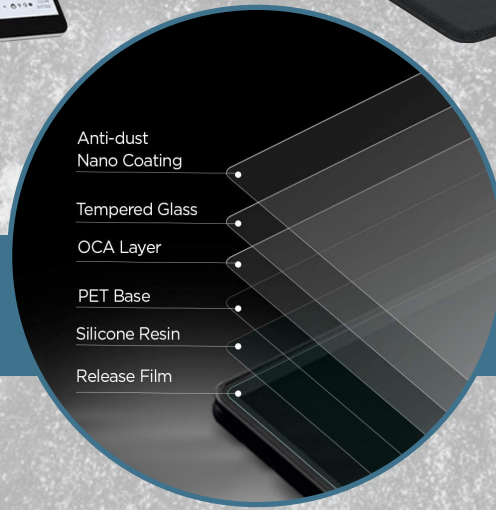 Anti-dust
Nano Coating
Tempered Glass
OCA Layer
PET Base
Silicone Resin
Release Film